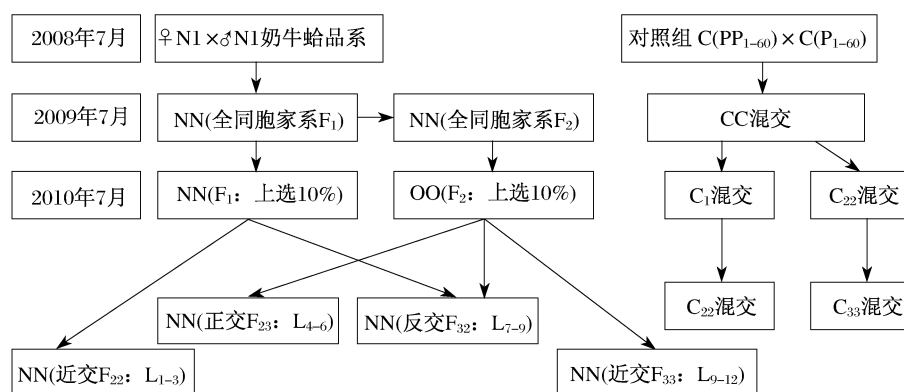 2008年7月
♀N1×♂N1奶牛蛤品系
对照组 C(PP₁₋₆₀)×C(P₁₋₆₀)
2009年7月
NN(全同胞家系F₁)
NN(全同胞家系F₂)
CC混交
2010年7月
NN(F₁：上选10%)
OO(F₂：上选10%)
C₁混交
C₂₂混交
NN(正交F₂₃：L₄₋₆)
NN(反交F₃₂：L₇₋₉)
C₂₂混交
C₃₃混交
NN(近交F₂₂：L₁₋₃)
NN(近交F₃₃：L₉₋₁₂)